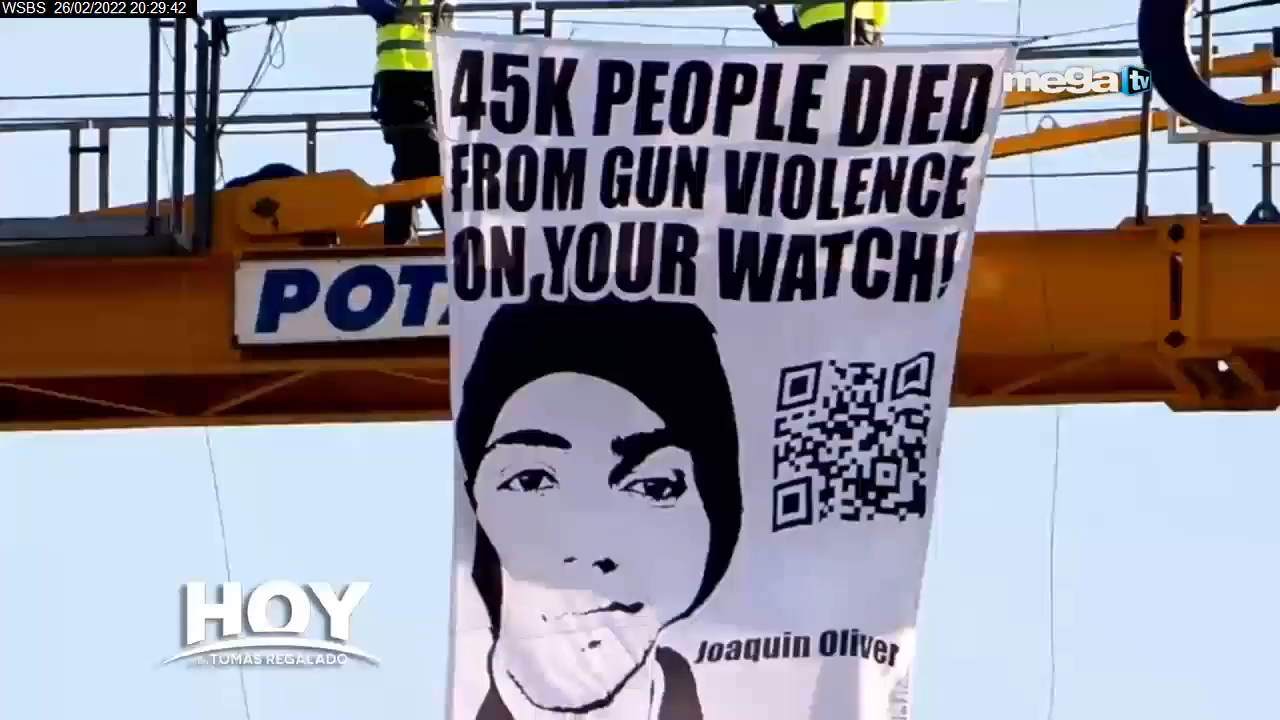 WSBS 26/02/2022 20:29:42
45K PEOPLE DIED
FROM GUN VIOLENCE
ON YOUR WATCH!
mega tv
POT
Joaquin Oliver
HOY
TOMAS REGALADO